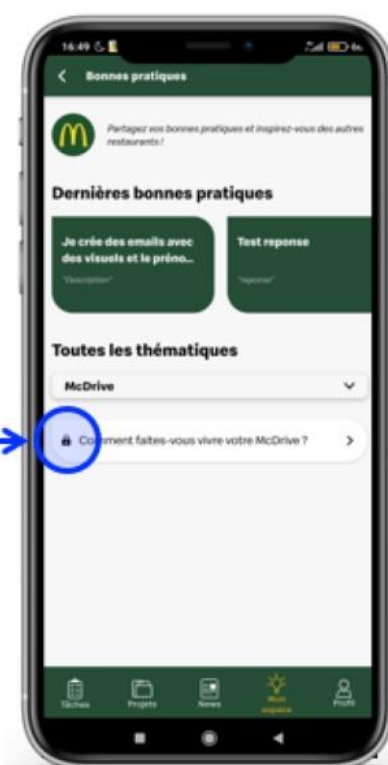 16:49
Bonnes pratiques
Partagez vos bonnes pratiques et inspirez-vous des autres
restaurants !
Dernières bonnes pratiques
Je crée des emails avec
des visuels et le préno...
"Description"
Test reponse
"reponse"
Toutes les thématiques
McDrive
Comment faites-vous vivre votre McDrive ?
Tâches
Projets
News
Mon
espace
Profil